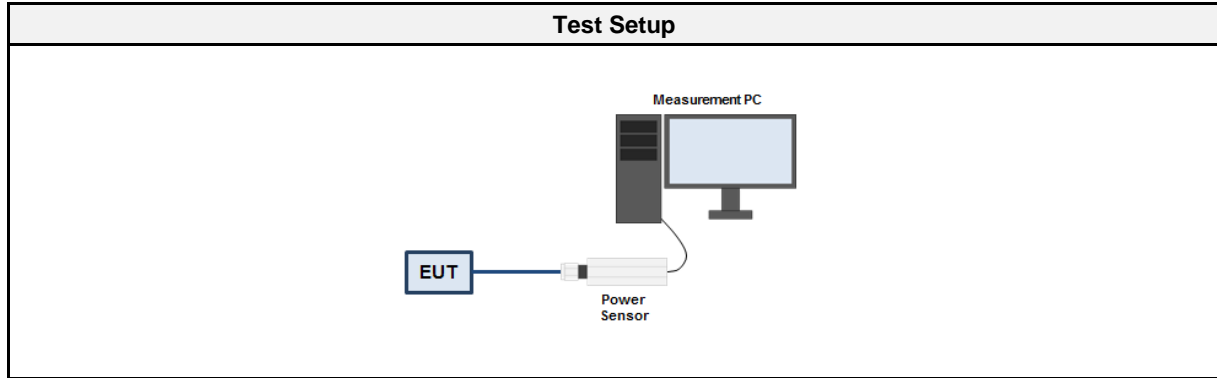 Test Setup
Measurement PC
EUT
Power
Sensor